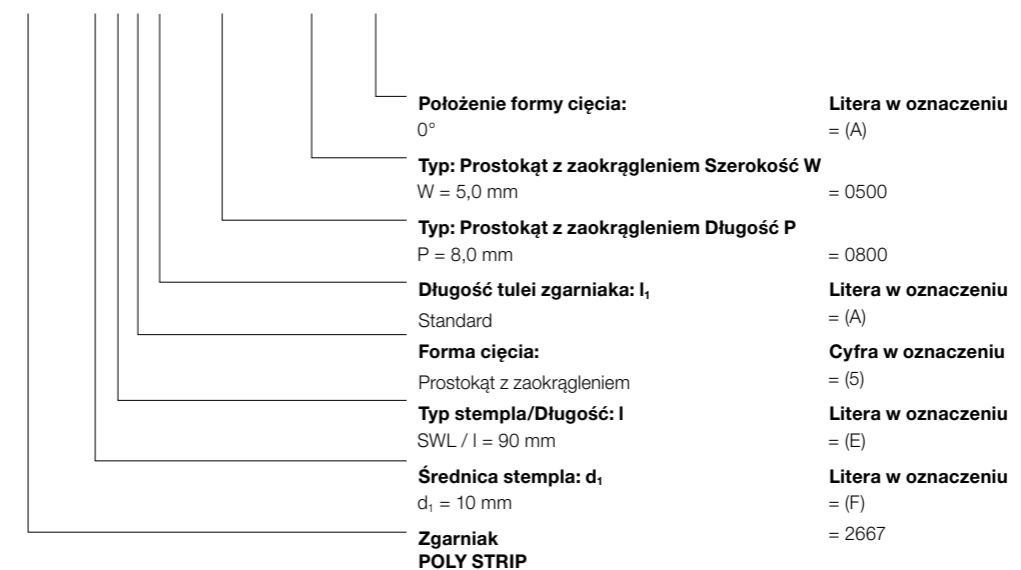 Położenie formy cięcia: Litera w oznaczeniu
0° = (A)
Typ: Prostokąt z zaokrągleniem Szerokość W
W = 5,0 mm = 0500
Typ: Prostokąt z zaokrągleniem Długość P
P = 8,0 mm = 0800
Długość tulei zgarniaka: l₁ Litera w oznaczeniu
Standard = (A)
Forma cięcia: Cyfra w oznaczeniu
Prostokąt z zaokrągleniem = (5)
Typ stempla/Długość: l Litera w oznaczeniu
SWL / l = 90 mm = (E)
Średnica stempla: d₁ Litera w oznaczeniu
d₁ = 10 mm = (F)
Zgarniak = 2667
POLY STRIP